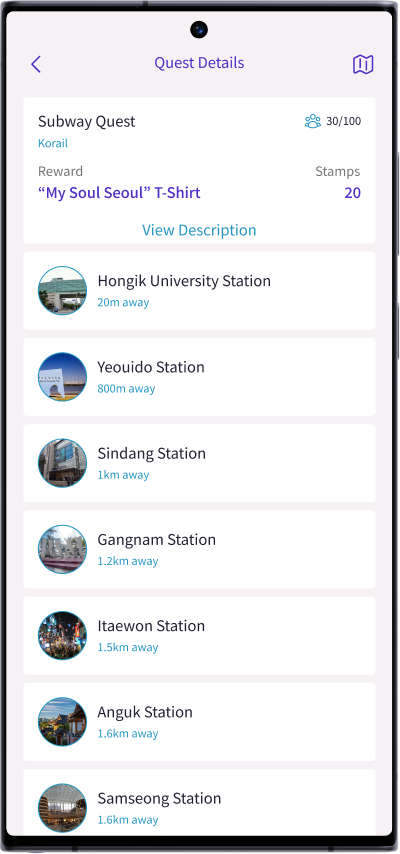 Quest Details
Subway Quest
30/100
Korail
Reward
Stamps
“My Soul Seoul” T-Shirt
20
View Description
Hongik University Station
20m away
Yeouido Station
800m away
Sindang Station
1km away
Gangnam Station
1.2km away
Itaewon Station
1.5km away
Anguk Station
1.6km away
Samseong Station
1.6km away